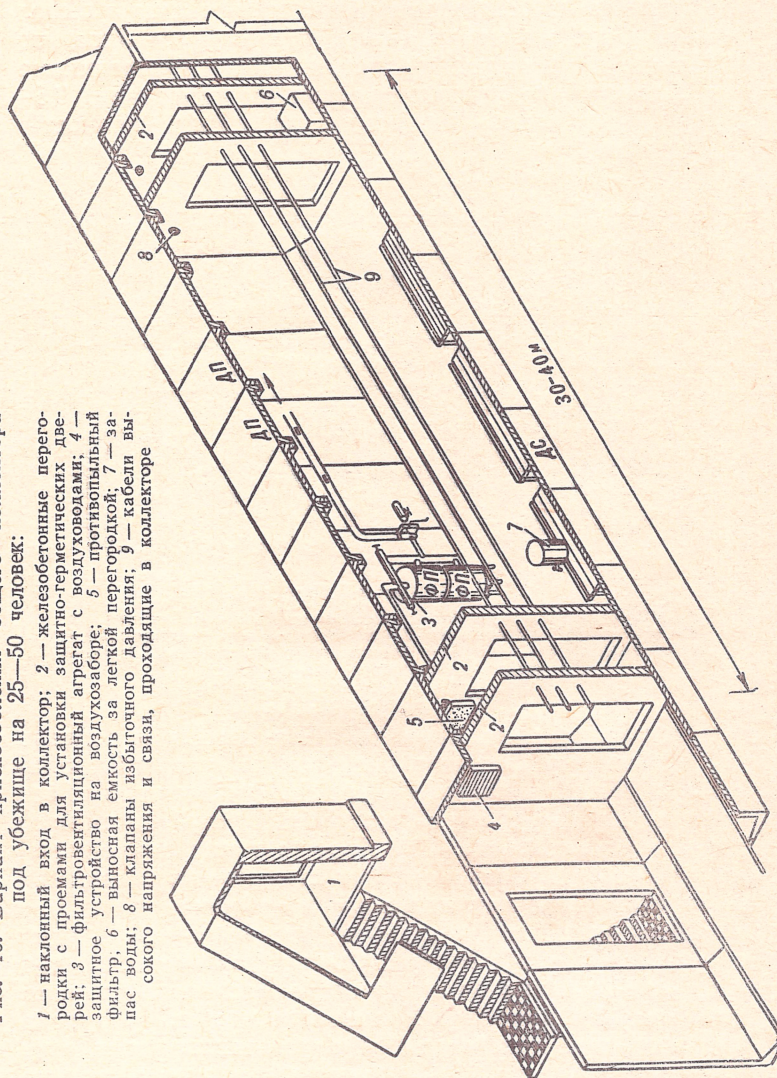 под убежище на 25—50 человек:
1 — наклонный вход в коллектор; 2 — железобетонные перего-
родки с проемами для установки защитно-герметических две-
рей; 3 — фильтровентиляционный агрегат с воздуховодами; 4 —
защитное устройство на воздухозаборе; 5 — противопыльный
фильтр; 6 — выносная емкость за легкой перегородкой; 7 — за-
пас воды; 8 — клапаны избыточного давления; 9 — кабели вы-
сокого напряжения и связи, проходящие в коллекторе
1
2
2
2
3
4
5
6
7
8
9
ФП
ФП
ДП
ДП
ДС
30-40м